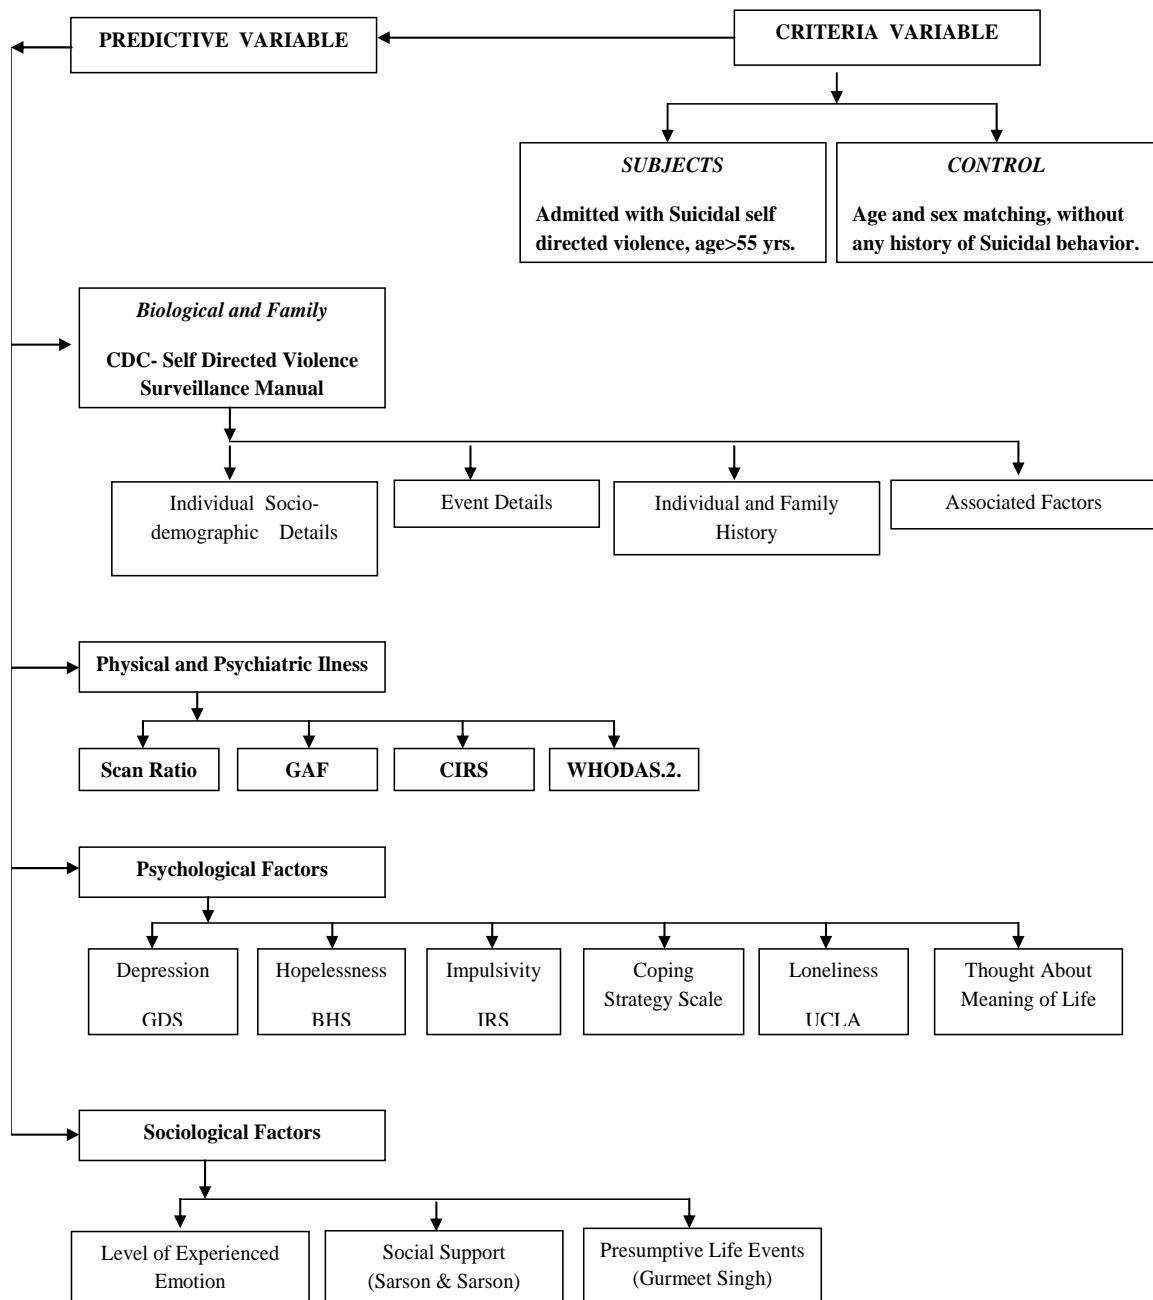 PREDICTIVE VARIABLE
CRITERIA VARIABLE
SUBJECTS
Admitted with Suicidal self
directed violence, age>55 yrs.
CONTROL
Age and sex matching, without
any history of Suicidal behavior.
Biological and Family
CDC- Self Directed Violence
Surveillance Manual
Individual Socio-
demographic Details
Event Details
Individual and Family
History
Associated Factors
Physical and Psychiatric Ilness
Scan Ratio
GAF
CIRS
WHODAS.2.
Psychological Factors
Depression
GDS
Hopelessness
BHS
Impulsivity
IRS
Coping
Strategy Scale
Loneliness
UCLA
Thought About
Meaning of Life
Sociological Factors
Level of Experienced
Emotion
Social Support
(Sarson & Sarson)
Presumptive Life Events
(Gurmeet Singh)